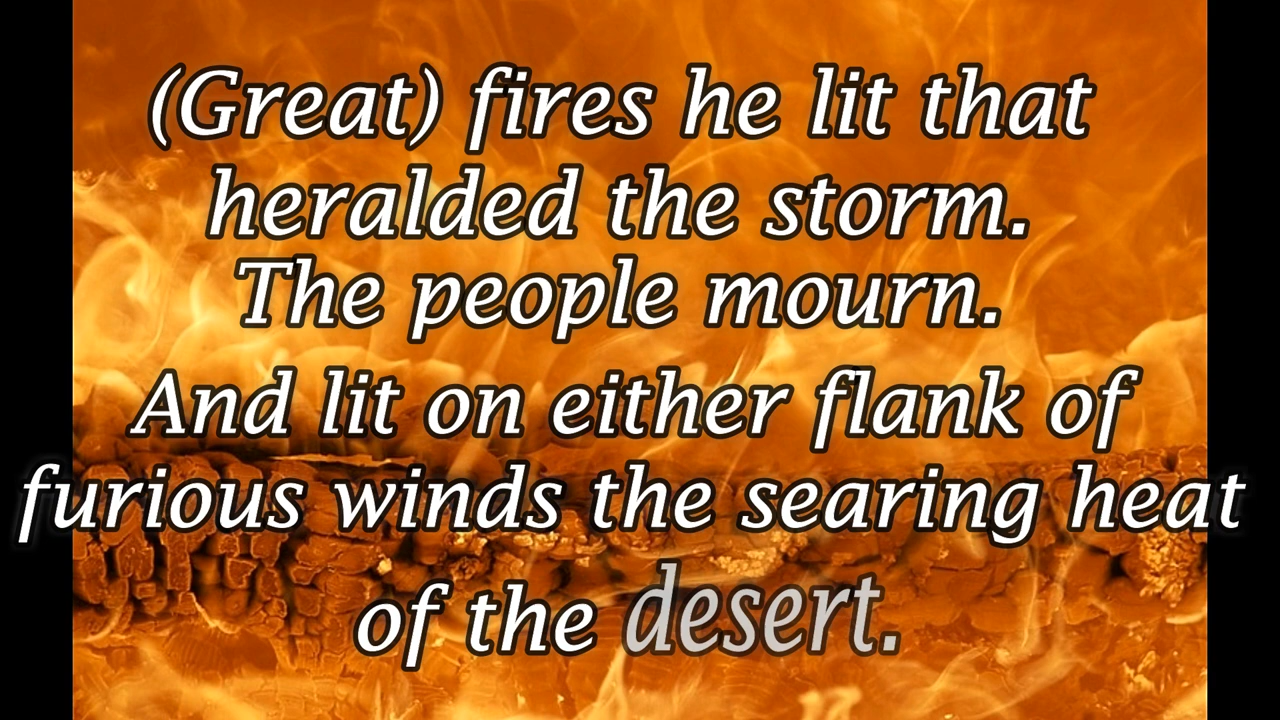 (Great) fires he lit that
heralded the storm.
The people mourn.
And lit on either flank of
furious winds the searing heat
of the desert.